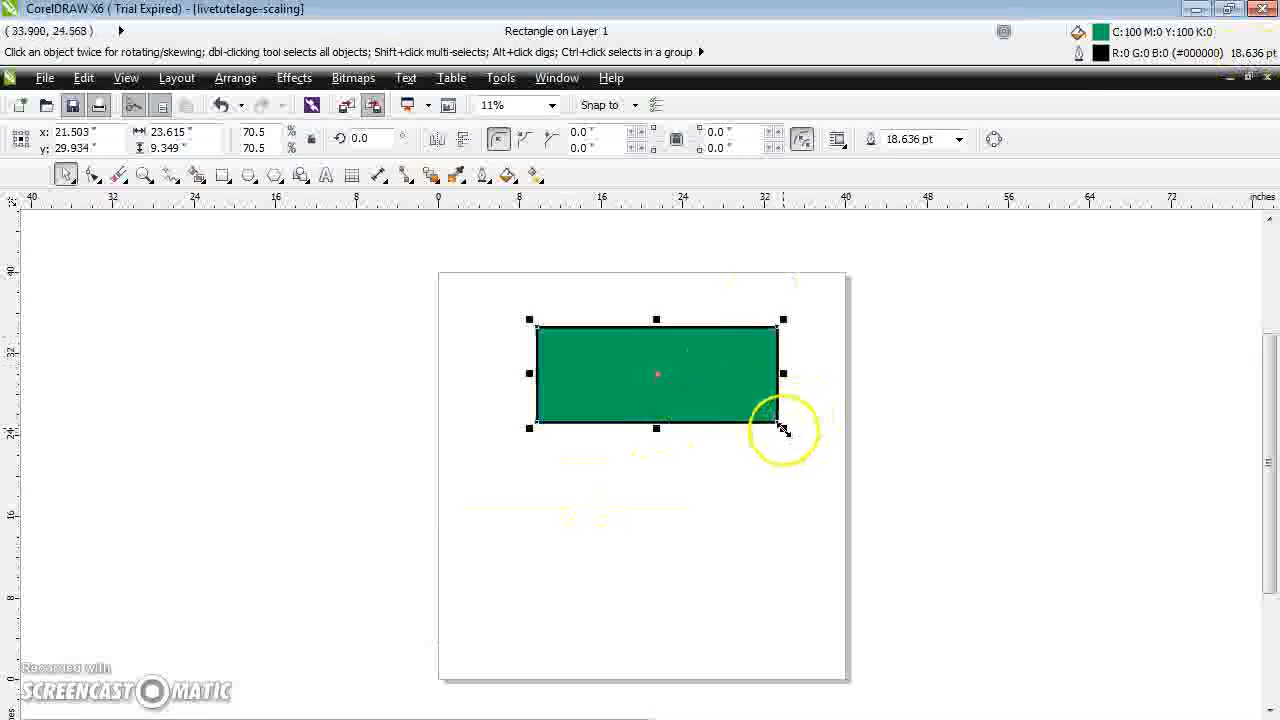 CorelDRAW X6 ( Trial Expired) - [livetutelage-scaling]
( 33.900, 24.568 )
Rectangle on Layer 1
C:100 M:0 Y:100 K:0
Click an object twice for rotating/skewing; dbl-clicking tool selects all objects; Shift+click multi-selects; Alt+click digs; Ctrl+click selects in a group
R:0 G:0 B:0 (#000000) 18.636 pt
File Edit View Layout Arrange Effects Bitmaps Text Table Tools Window Help
11% Snap to
x: 21.503 " 23.615 " 70.5 % 0.0 ° 0.0 " 0.0 " 18.636 pt
y: 29.934 " 9.349 " 70.5 % 0.0 " 0.0 "
40 32 24 16 8 0 8 16 24 32 40 48 56 64 72 inches
40
32
24
16
8
0
Recorded with
SCREENCAST MATIC